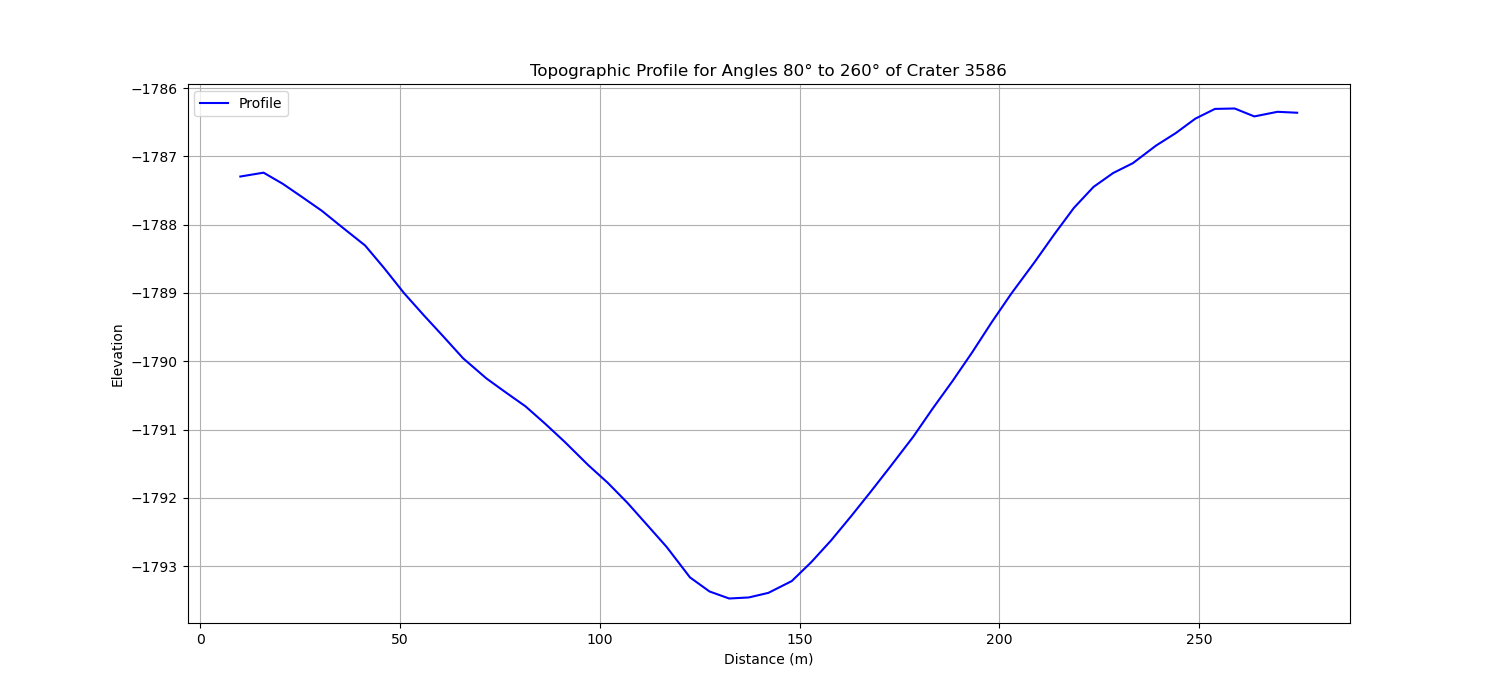 Topographic Profile for Angles 80° to 260° of Crater 3586
Profile
−1786
−1787
−1788
−1789
−1790
−1791
−1792
−1793
Elevation
0 50 100 150 200 250
Distance (m)